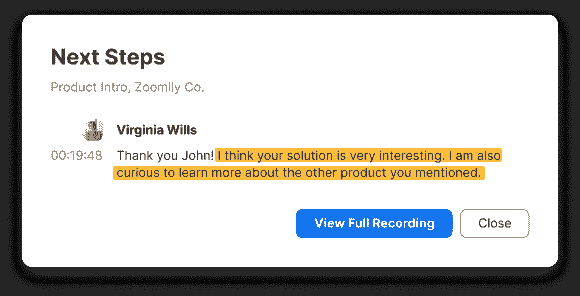 Next Steps
Product Intro, Zoomlly Co.
Virginia Wills
00:19:48 Thank you John! I think your solution is very interesting. I am also
curious to learn more about the other product you mentioned.
View Full Recording Close